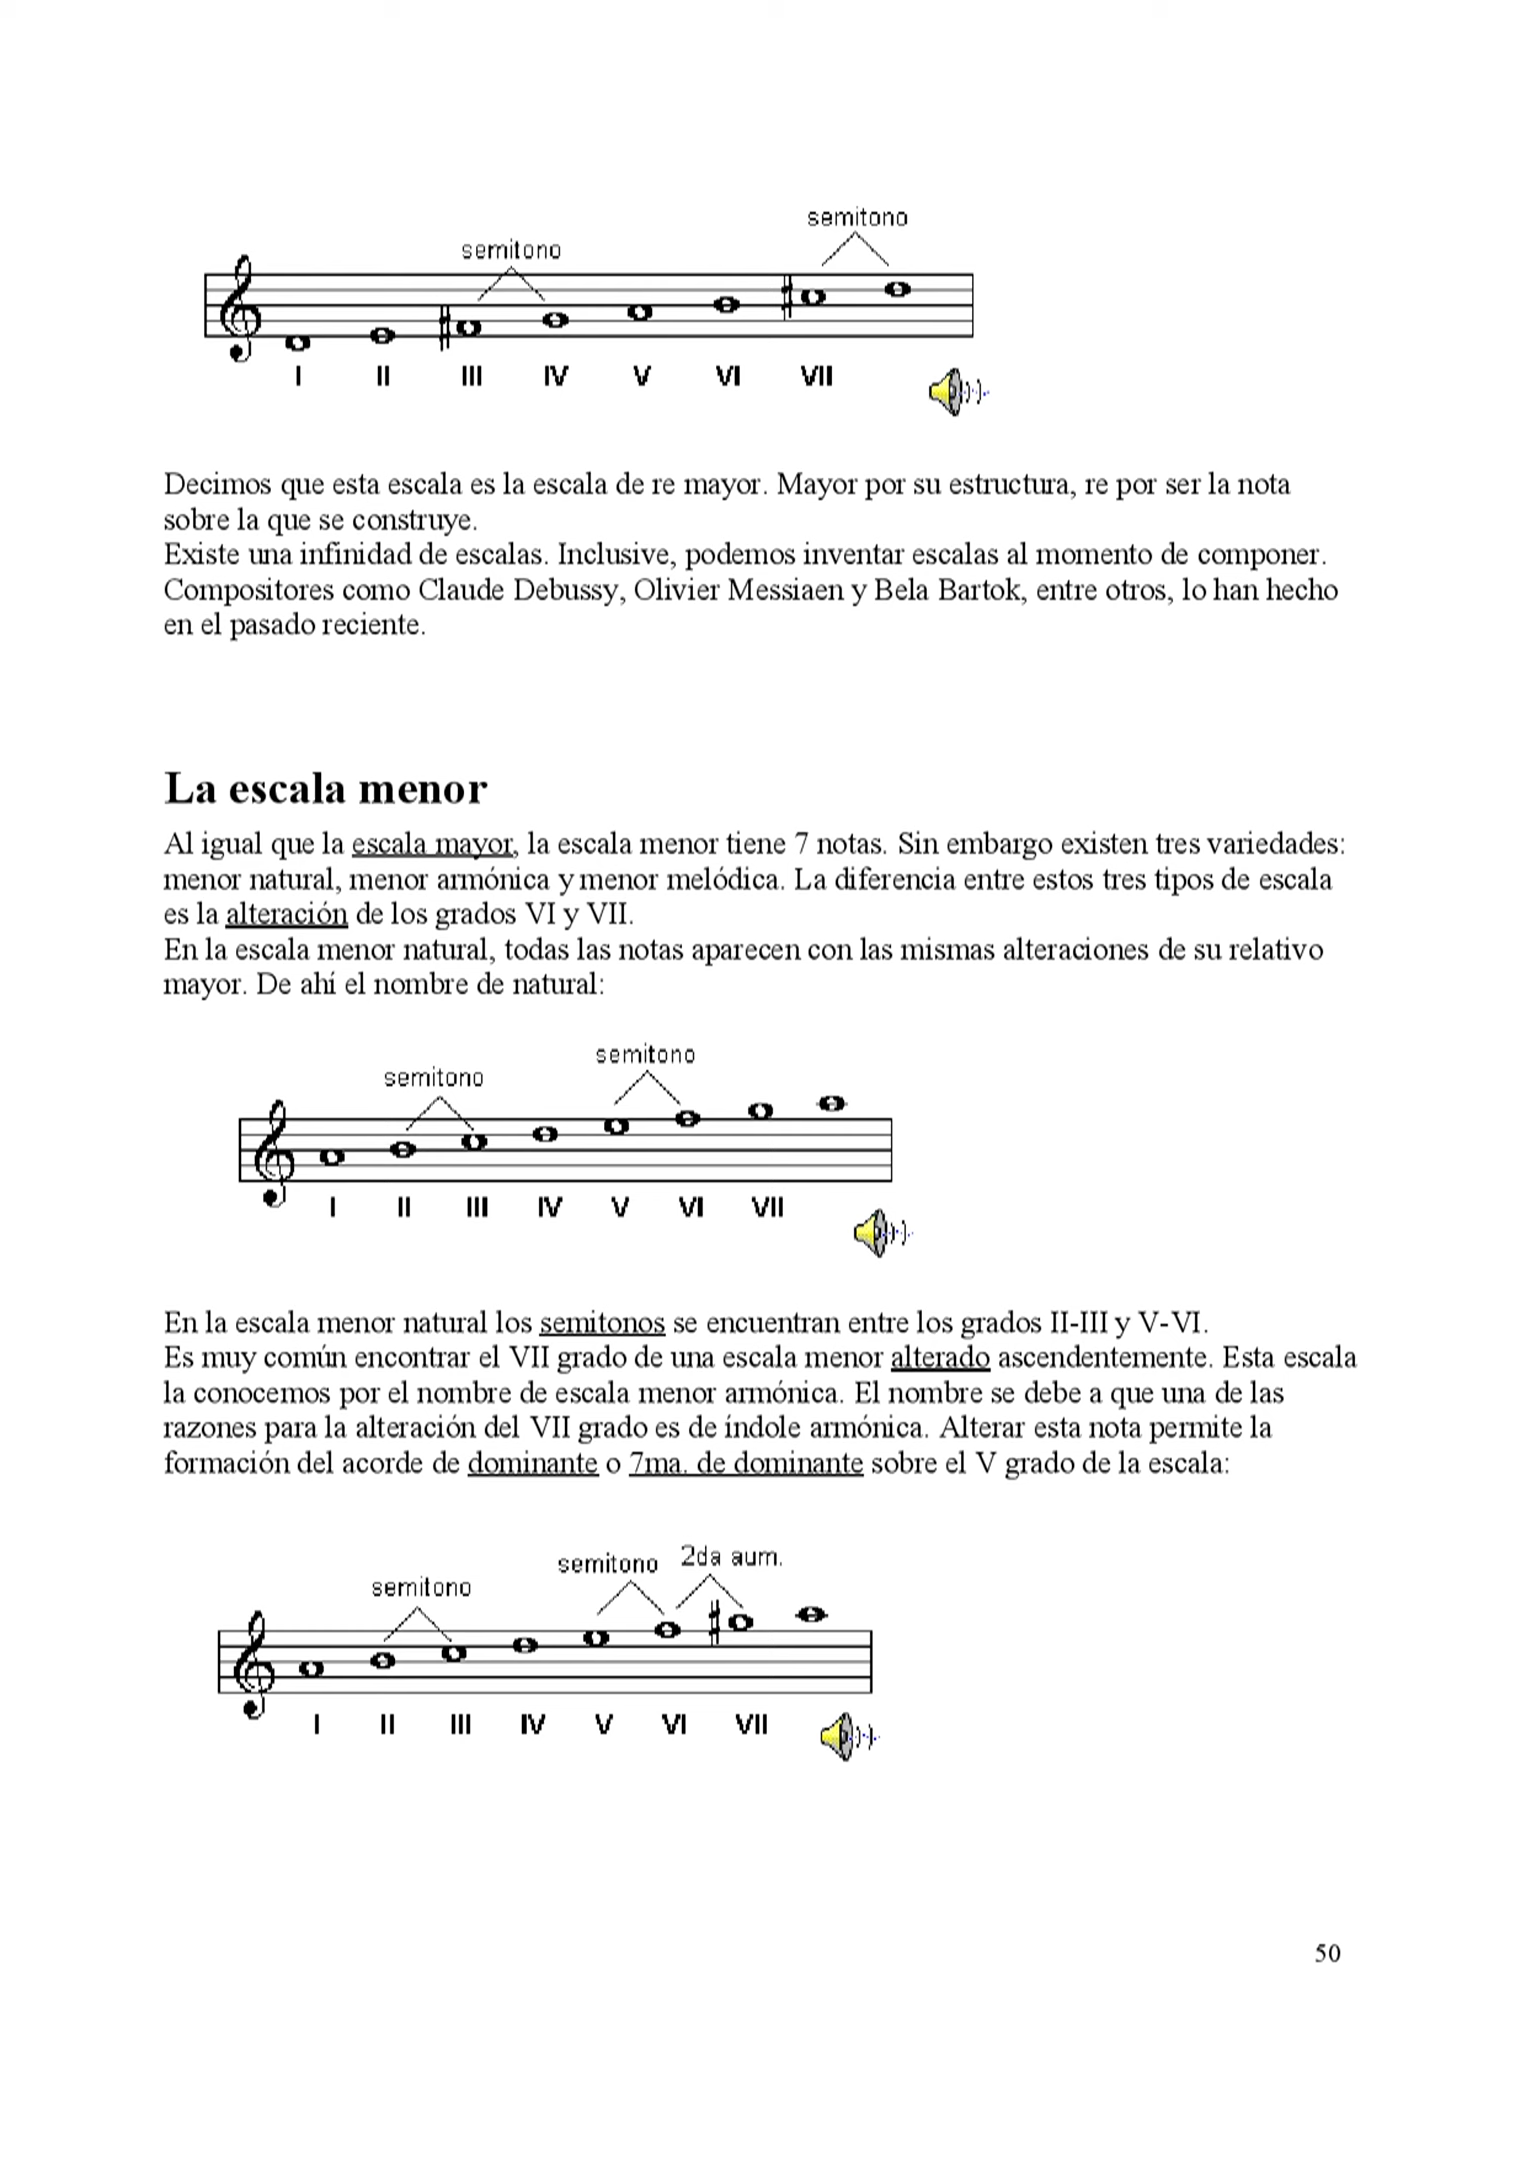 semitono
semitono
I II III IV V VI VII
Decimos que esta escala es la escala de re mayor. Mayor por su estructura, re por ser la nota
sobre la que se construye.
Existe una infinidad de escalas. Inclusive, podemos inventar escalas al momento de componer.
Compositores como Claude Debussy, Olivier Messiaen y Bela Bartok, entre otros, lo han hecho
en el pasado reciente.
La escala menor
Al igual que la escala mayor, la escala menor tiene 7 notas. Sin embargo existen tres variedades:
menor natural, menor armónica y menor melódica. La diferencia entre estos tres tipos de escala
es la alteración de los grados VI y VII.
En la escala menor natural, todas las notas aparecen con las mismas alteraciones de su relativo
mayor. De ahí el nombre de natural:
semitono
semitono
I II III IV V VI VII
En la escala menor natural los semitonos se encuentran entre los grados II-III y V-VI.
Es muy común encontrar el VII grado de una escala menor alterado ascendentemente. Esta escala
la conocemos por el nombre de escala menor armónica. El nombre se debe a que una de las
razones para la alteración del VII grado es de índole armónica. Alterar esta nota permite la
formación del acorde de dominante o 7ma. de dominante sobre el V grado de la escala:
semitono 2da aum.
semitono
I II III IV V VI VII
50